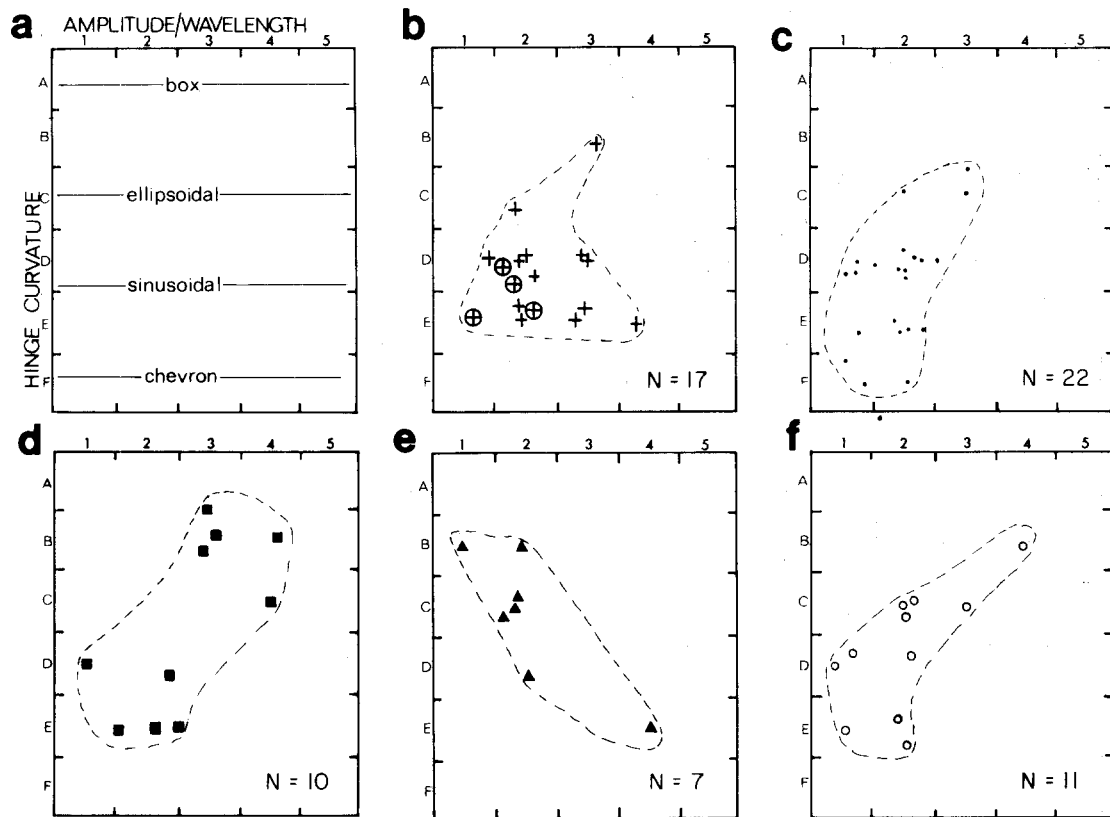 a AMPLITUDE/WAVELENGTH
1 2 3 4 5
HINGE CURVATURE
A box
B
C ellipsoidal
D
sinusoidal
E
F chevron
b
1 2 3 4 5
A
B
C
D
E
F
N = 17
c
1 2 3 4 5
A
B
C
D
E
F
N = 22
d
1 2 3 4 5
A
B
C
D
E
F
N = 10
e
1 2 3 4 5
A
B
C
D
E
F
N = 7
f
1 2 3 4 5
A
B
C
D
E
F
N = 11